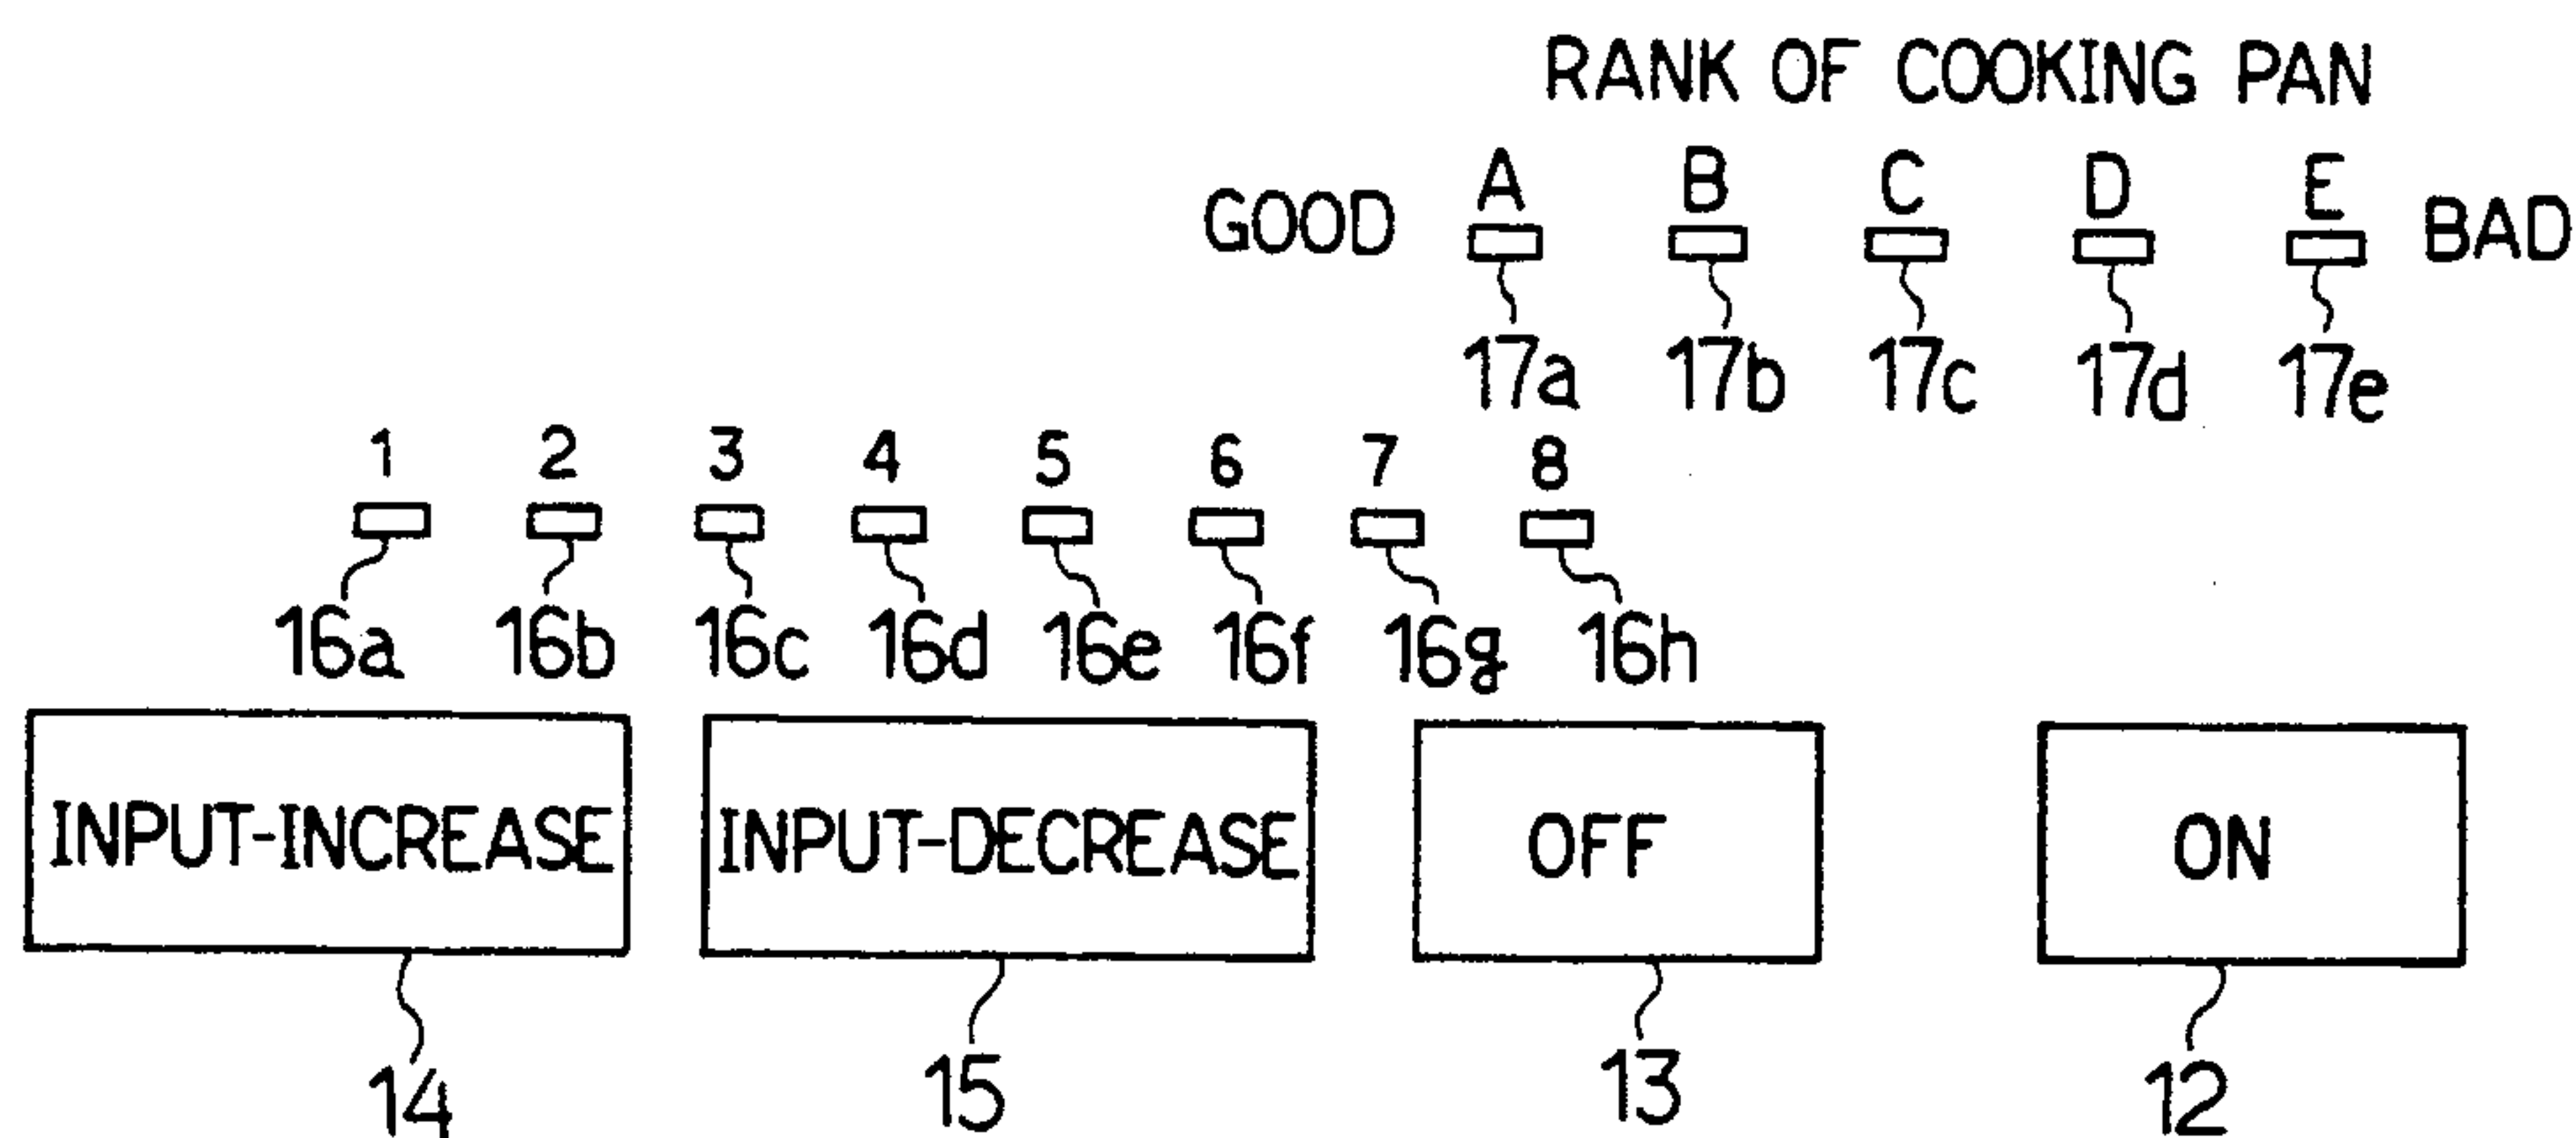 RANK OF COOKING PAN
GOOD A B C D E BAD
17a 17b 17c 17d 17e
1 2 3 4 5 6 7 8
16a 16b 16c 16d 16e 16f 16g 16h
INPUT-INCREASE INPUT-DECREASE OFF ON
14 15 13 12